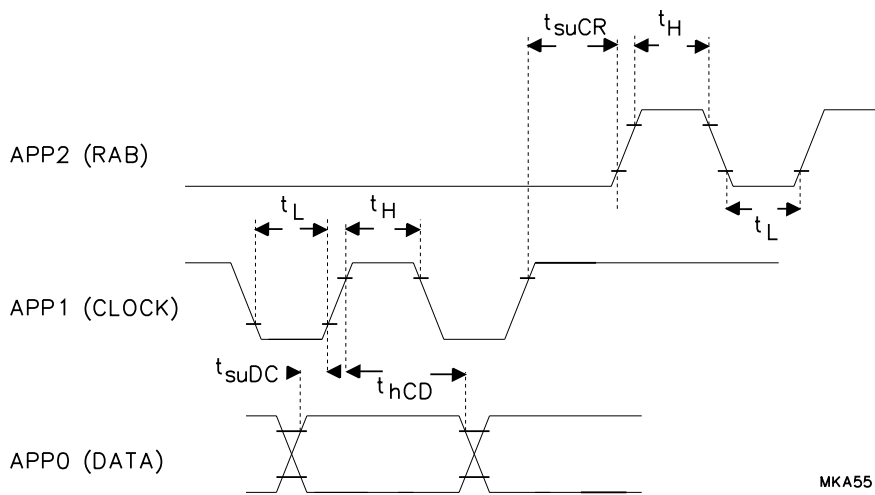 t suCR
t H
APP2 (RAB)
t L
t H
t L
APP1 (CLOCK)
t suDC
t hCD
APP0 (DATA)
MKA55